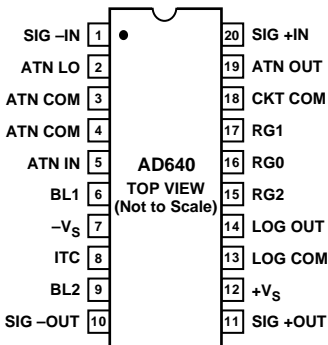 SIG –IN 1
ATN LO 2
ATN COM 3
ATN COM 4
ATN IN 5
BL1 6
–VS 7
ITC 8
BL2 9
SIG –OUT 10
AD640
TOP VIEW
(Not to Scale)
20 SIG +IN
19 ATN OUT
18 CKT COM
17 RG1
16 RG0
15 RG2
14 LOG OUT
13 LOG COM
12 +VS
11 SIG +OUT